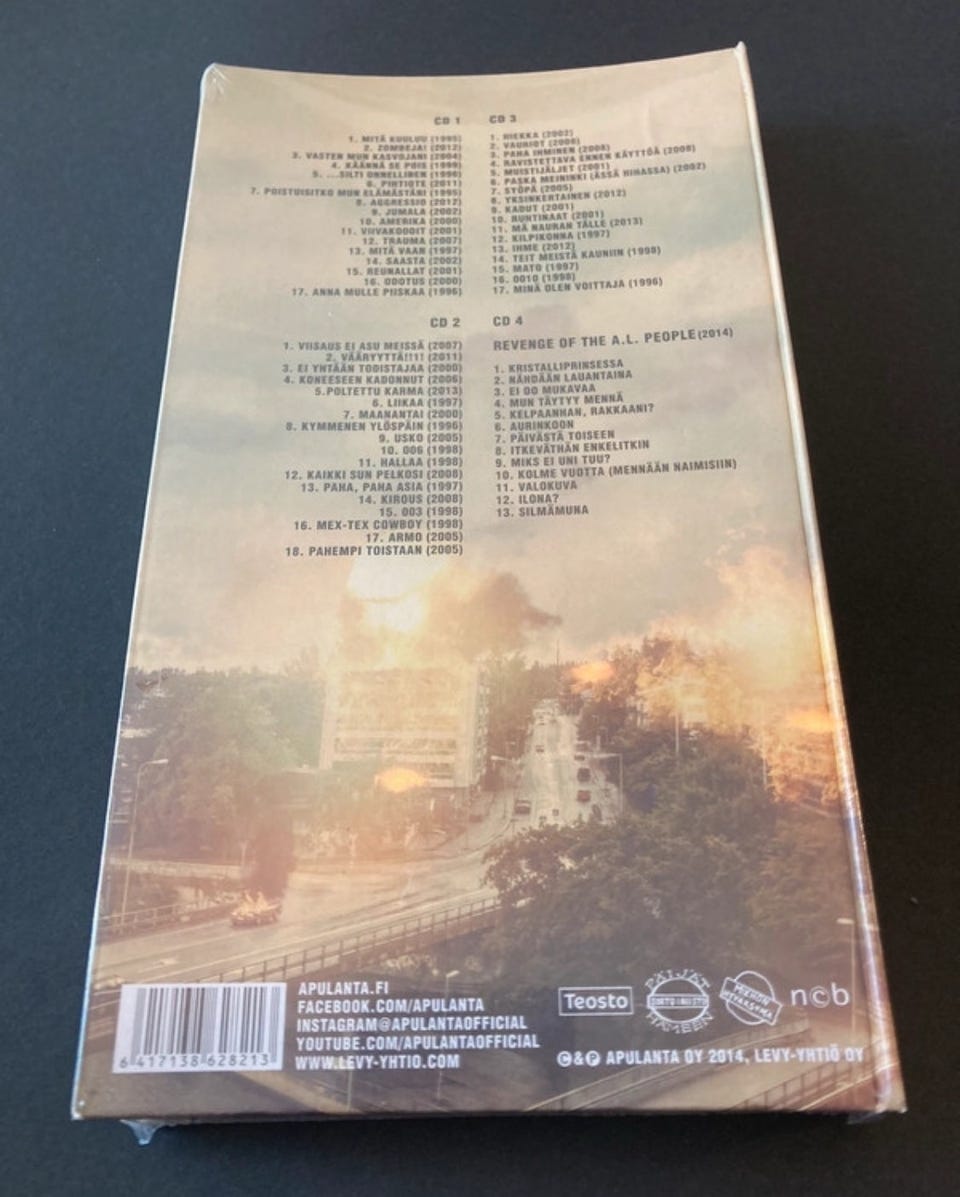 CD 1
1. MITÄ KUULUU (1995)
2. ZOMBEJA! (2012)
3. VASTEN MUN KASVOJANI (2004)
4. KÄÄNNÄ SE POIS (1999)
5. ...SILTI ONNELLINEN (1996)
6. PIHTIOTE (2011)
7. POISTUISITKO MUN ELÄMÄSTÄNI (1995)
8. AGGRESSIO (2012)
9. JUMALA (2002)
10. AMERIKA (2000)
11. VIIVAKOODIT (2001)
12. TRAUMA (2007)
13. MITÄ VAAN (1997)
14. SAASTA (2002)
15. REUNALLAT (2001)
16. ODOTUS (2000)
17. ANNA MULLE PIISKAA (1996)
CD 2
1. VIISAUS EI ASU MEISSÄ (2007)
2. VÄÄRYYTTÄ!!1! (2011)
3. EI YHTÄÄN TODISTAJAA (2000)
4. KONEESEEN KADONNUT (2006)
5.POLTETTU KARMA (2013)
6. LIIKAA (1997)
7. MAANANTAI (2000)
8. KYMMENEN YLÖSPÄIN (1996)
9. USKO (2005)
10. 006 (1998)
11. HALLAA (1998)
12. KAIKKI SUN PELKOSI (2008)
13. PAHA, PAHA ASIA (1997)
14. KIROUS (2008)
15. 003 (1998)
16. MEX-TEX COWBOY (1998)
17. ARMO (2005)
18. PAHEMPI TOISTAAN (2005)
CD 3
1. HIEKKA (2002)
2. VAURIOT (2008)
3. PAHA IHMINEN (2008)
4. RAVISTETTAVA ENNEN KÄYTTÖÄ (2009)
5. MUISTIJÄLJET (2001)
6. PASKA MEININKI (ÄSSÄ HIHASSA) (2002)
7. SYÖPÄ (2005)
8. YKSINKERTAINEN (2012)
9. KADUT (2001)
10. RUHTINAAT (2001)
11. MÄ NAURAN TÄLLE (2013)
12. KILPIKONNA (1997)
13. IHME (2012)
14. TEIT MEISTÄ KAUNIIN (1998)
15. MATO (1997)
16. 0010 (1998)
17. MINÄ OLEN VOITTAJA (1996)
CD 4
REVENGE OF THE A.L. PEOPLE (2014)
1. KRISTALLIPRINSESSA
2. NÄHDÄÄN LAUANTAINA
3. EI OO MUKAVAA
4. MUN TÄYTYY MENNÄ
5. KELPAANHAN, RAKKAANI?
6. AURINKOON
7. PÄIVÄSTÄ TOISEEN
8. ITKEVÄTHÄN ENKELITKIN
9. MIKS EI UNI TUU?
10. KOLME VUOTTA (MENNÄÄN NAIMISIIN)
11. VALOKUVA
12. ILONA?
13. SILMÄMUNA
6 417138 628213
APULANTA.FI
FACEBOOK.COM/APULANTA
INSTAGRAM@APULANTAOFFICIAL
YOUTUBE.COM/APULANTAOFFICIAL
WWW.LEVY-YHTIO.COM
Teosto
PÄIJÄT
HÄMEEN
n©b
©&℗ APULANTA OY 2014, LEVY-YHTIÖ OY